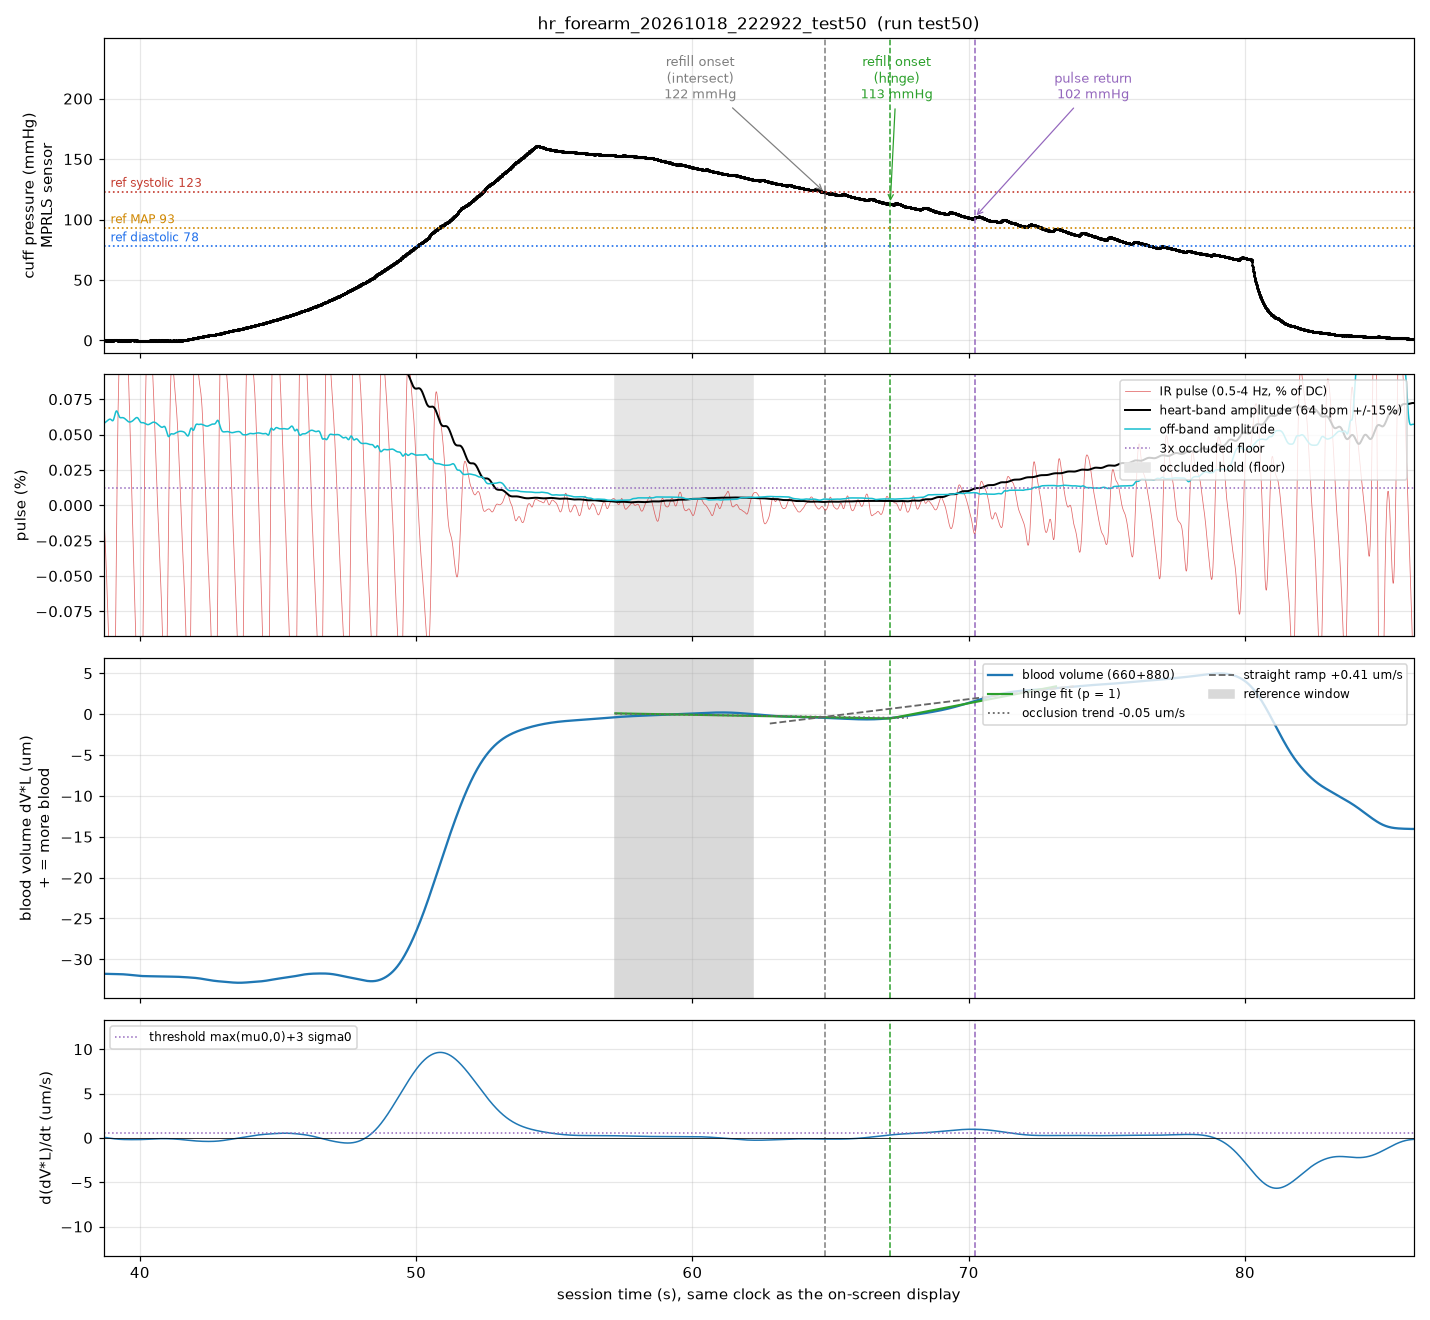 hr_forearm_20261018_222922_test50  (run test50)
refill onset
(intersect)
122 mmHg
refill onset
(hinge)
113 mmHg
pulse return
102 mmHg
ref systolic 123
ref MAP 93
ref diastolic 78
200
150
100
50
0
cuff pressure (mmHg)
MPRLS sensor
IR pulse (0.5-4 Hz, % of DC)
heart-band amplitude (64 bpm +/-15%)
off-band amplitude
3x occluded floor
occluded hold (floor)
0.075
0.050
0.025
0.000
−0.025
−0.050
−0.075
pulse (%)
blood volume (660+880)
hinge fit (p = 1)
occlusion trend -0.05 um/s
straight ramp +0.41 um/s
reference window
5
0
−5
−10
−15
−20
−25
−30
blood volume dV*L (um)
+ = more blood
threshold max(mu0,0)+3 sigma0
10
5
0
−5
−10
d(dV*L)/dt (um/s)
40
50
60
70
80
session time (s), same clock as the on-screen display